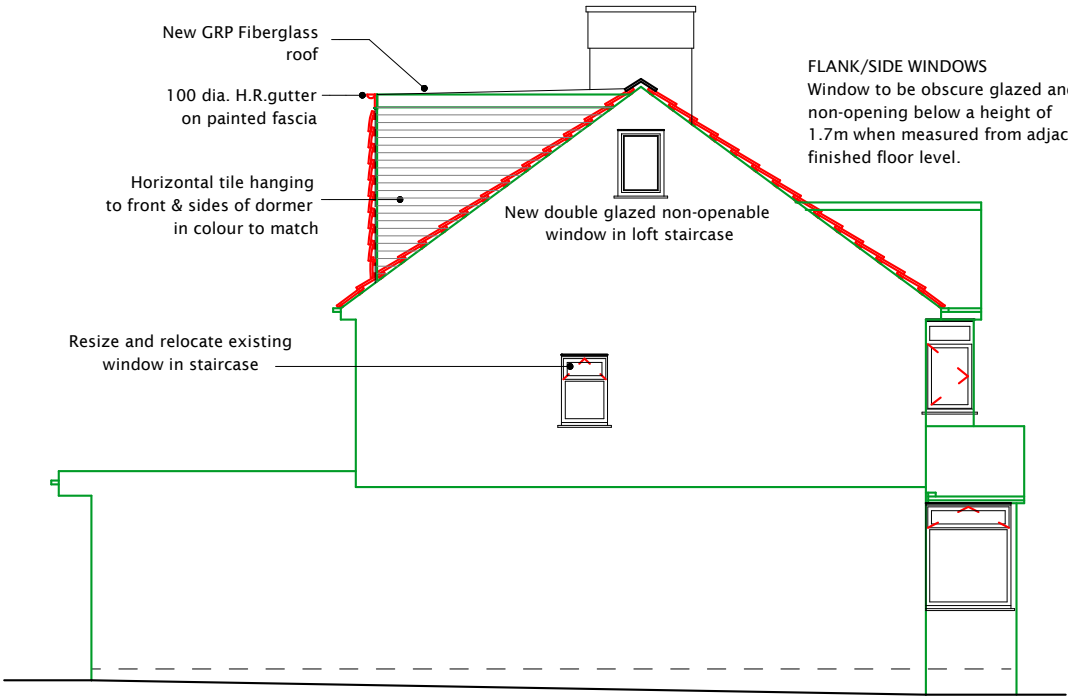 New GRP Fiberglass
roof
100 dia. H.R.gutter
on painted fascia
Horizontal tile hanging
to front & sides of dormer
in colour to match
FLANK/SIDE WINDOWS
Window to be obscure glazed and
non-opening below a height of
1.7m when measured from adjac
finished floor level.
New double glazed non-openable
window in loft staircase
Resize and relocate existing
window in staircase